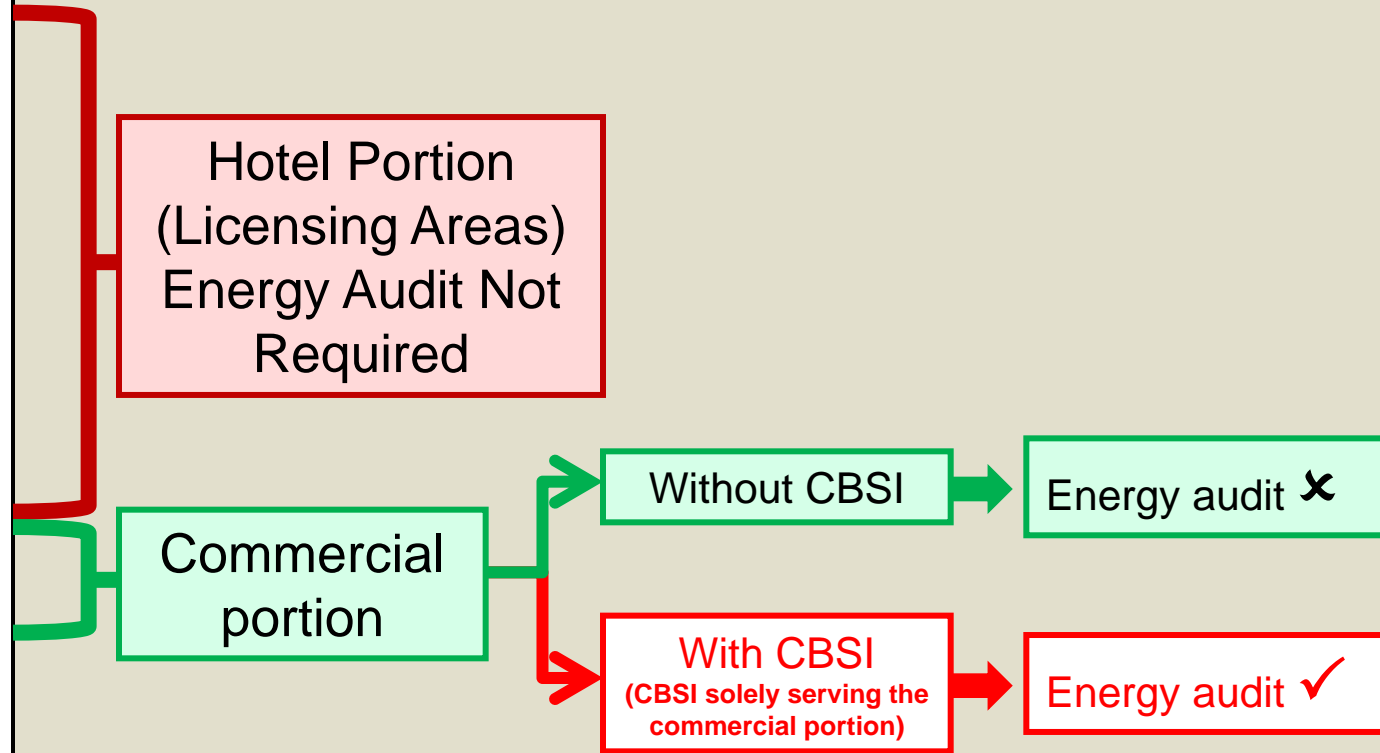 Hotel Portion
(Licensing Areas)
Energy Audit Not
Required
Commercial
portion
Without CBSI
Energy audit ✖
With CBSI
(CBSI solely serving the
commercial portion)
Energy audit ✓